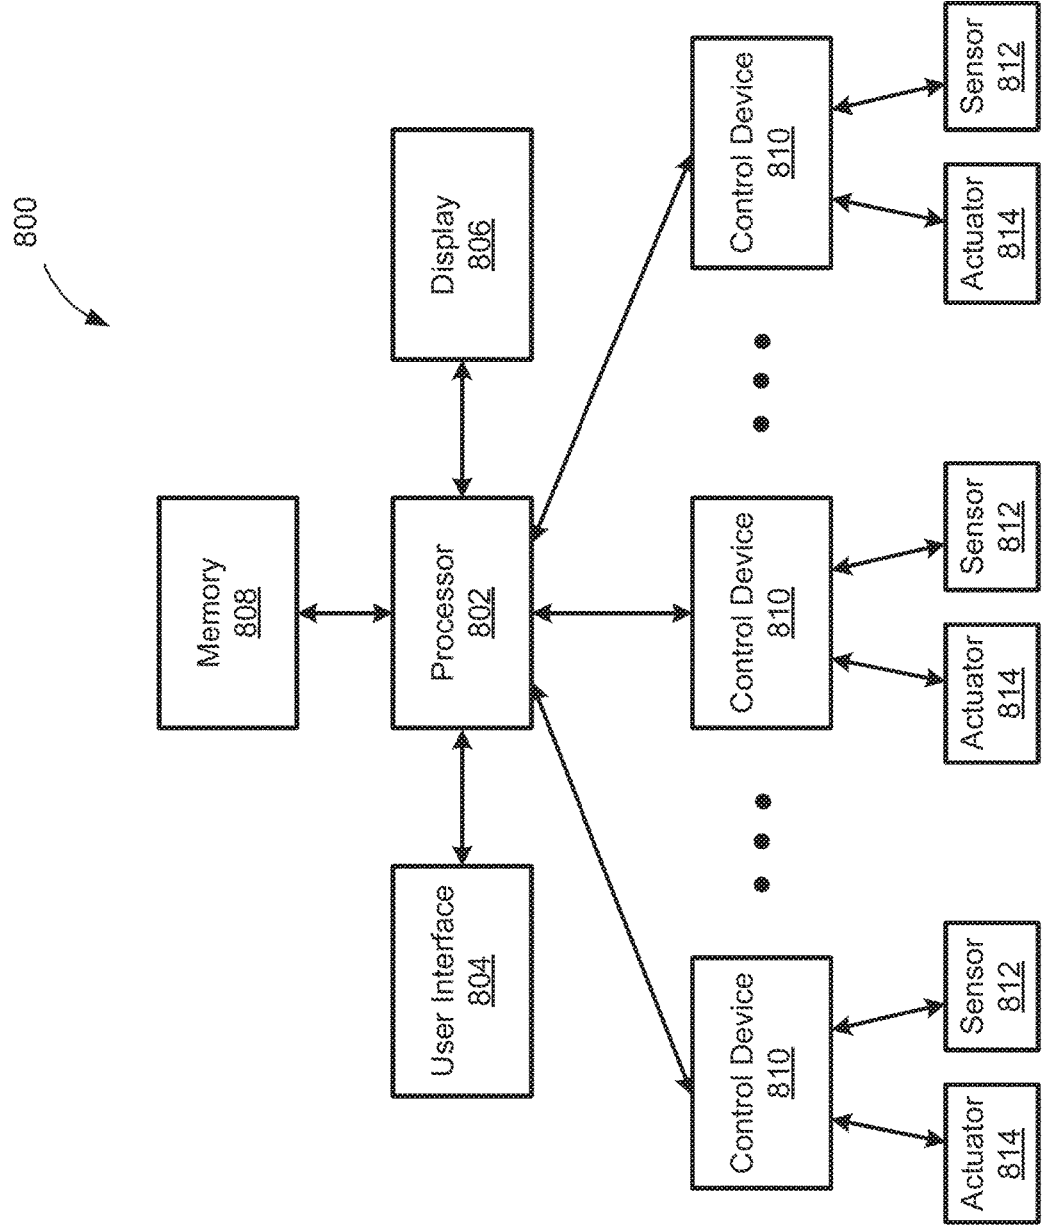 800
Memory
808
User Interface
804
Processor
802
Display
806
Control Device
810
Control Device
810
Control Device
810
Actuator
814
Sensor
812
Actuator
814
Sensor
812
Actuator
814
Sensor
812